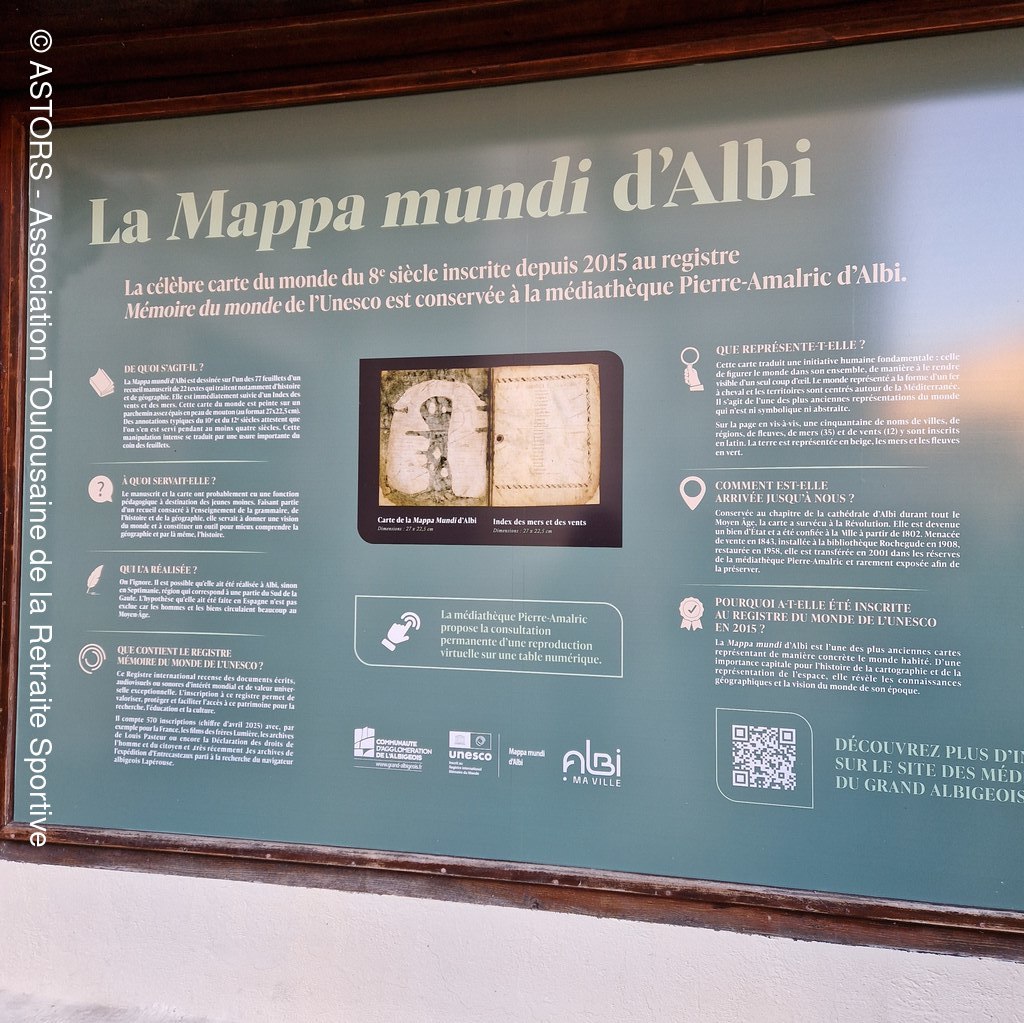 © ASTORS - Association TOulousaine de la Retraite Sportive
La Mappa mundi d'Albi
La célèbre carte du monde du 8e siècle inscrite depuis 2015 au registre
Mémoire du monde de l'Unesco est conservée à la médiathèque Pierre-Amalric d'Albi.
DE QUOI S'AGIT-IL ?
La Mappa mundi d'Albi est dessinée sur l'un des 77 feuillets d'un
recueil manuscrit de 22 textes qui traitent notamment d'histoire
et de géographie. Elle est immédiatement suivie d'un Index des
vents et des mers. Cette carte du monde est peinte sur un
parchemin assez épais en peau de mouton (au format 27x22,5 cm).
Des annotations typiques du 10e et du 12e siècles attestent que
l'on s'en est servi pendant au moins quatre siècles. Cette
manipulation intense se traduit par une usure importante du
coin des feuillets.
À QUOI SERVAIT-ELLE ?
Le manuscrit et la carte ont probablement eu une fonction
pédagogique à destination des jeunes moines. Faisant partie
d'un recueil consacré à l'enseignement de la grammaire, de
l'histoire et de la géographie, elle servait à donner une vision
du monde et à constituer un outil pour mieux comprendre la
géographie et par là même, l'histoire.
QUI L'A RÉALISÉE ?
On l'ignore. Il est possible qu'elle ait été réalisée à Albi, sinon
en Septimanie, région qui correspond à une partie du Sud de la
Gaule. L'hypothèse qu'elle ait été faite en Espagne n'est pas
exclue car les hommes et les biens circulaient beaucoup au
Moyen-Âge.
QUE CONTIENT LE REGISTRE
MÉMOIRE DU MONDE DE L'UNESCO ?
Ce Registre international recense des documents écrits,
audiovisuels ou sonores d'intérêt mondial et de valeur univer-
selle exceptionnelle. L'inscription à ce registre permet de
valoriser, protéger et faciliter l'accès à ce patrimoine pour la
recherche, l'éducation et la culture.
Il compte 570 inscriptions (chiffre d'avril 2025) avec, par
exemple pour la France, les films des frères Lumière, les archives
de Louis Pasteur ou encore la Déclaration des droits de
l'homme et du citoyen et très récemment les archives de
l'expédition d'Entrecasteaux parti à la recherche du navigateur
albigeois Lapérouse.
Carte de la Mappa Mundi d'Albi
Dimensions : 27 x 22,5 cm
Index des mers et des vents
Dimensions : 27 x 22,5 cm
La médiathèque Pierre-Amalric
propose la consultation
permanente d'une reproduction
virtuelle sur une table numérique.
COMMUNAUTÉ
D'AGGLOMÉRATION
DE L'ALBIGEOIS
www.grand-albigeois.fr
unesco
Inscrit au
Registre international
Mémoire du Monde
Mappa mundi
d'Albi
albi
MA VILLE
QUE REPRÉSENTE-T-ELLE ?
Cette carte traduit une initiative humaine fondamentale : celle
de figurer le monde dans son ensemble, de manière à le rendre
visible d'un seul coup d'œil. Le monde représenté a la forme d'un fer
à cheval et les territoires sont centrés autour de la Méditerranée.
Il s'agit de l'une des plus anciennes représentations du monde
qui n'est ni symbolique ni abstraite.
Sur la page en vis-à-vis, une cinquantaine de noms de villes, de
régions, de fleuves, de mers (35) et de vents (12) y sont inscrits
en latin. La terre est représentée en beige, les mers et les fleuves
en vert.
COMMENT EST-ELLE
ARRIVÉE JUSQU'À NOUS ?
Conservée au chapitre de la cathédrale d'Albi durant tout le
Moyen Âge, la carte a survécu à la Révolution. Elle est devenue
un bien d'État et a été confiée à la Ville à partir de 1802. Menacée
de vente en 1843, installée à la bibliothèque Rochegude en 1908,
restaurée en 1958, elle est transférée en 2001 dans les réserves
de la médiathèque Pierre-Amalric et rarement exposée afin de
la préserver.
POURQUOI A-T-ELLE ÉTÉ INSCRITE
AU REGISTRE DU MONDE DE L'UNESCO
EN 2015 ?
La Mappa mundi d'Albi est l'une des plus anciennes cartes
représentant de manière concrète le monde habité. D'une
importance capitale pour l'histoire de la cartographie et de la
représentation de l'espace, elle révèle les connaissances
géographiques et la vision du monde de son époque.
DÉCOUVREZ PLUS D'IN
SUR LE SITE DES MÉD
DU GRAND ALBIGEOIS